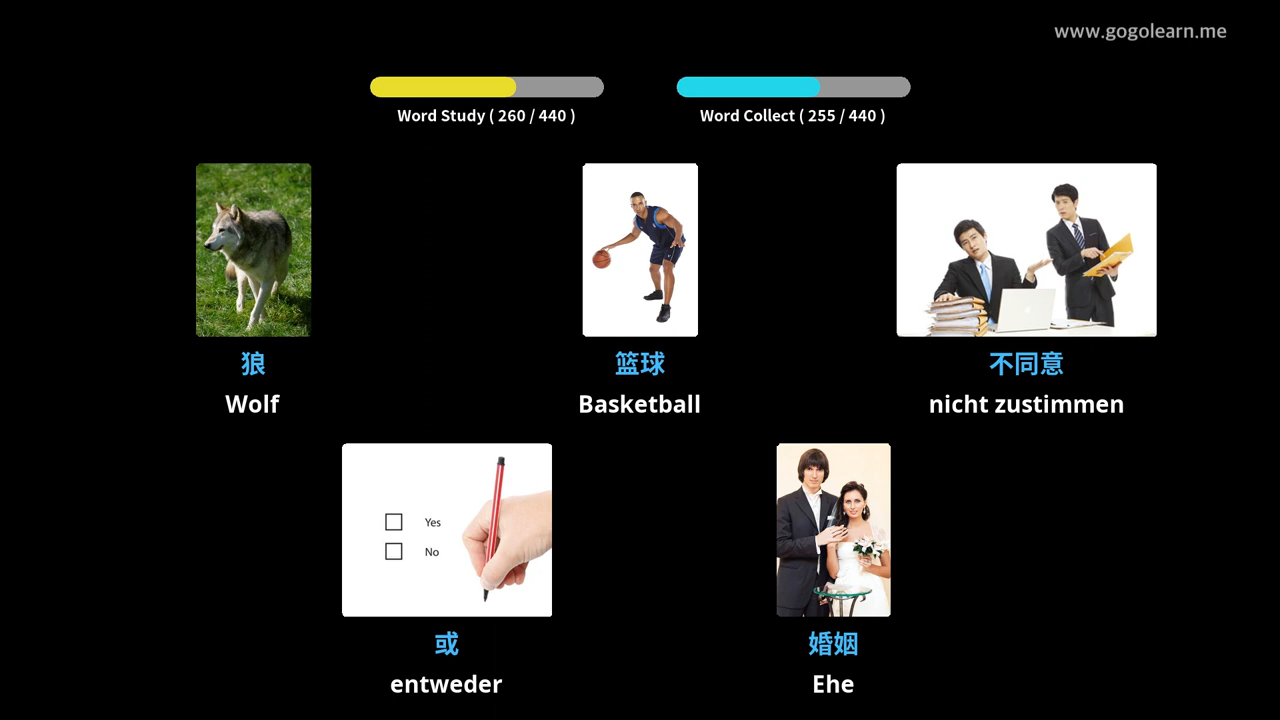 www.gogolearn.me
Word Study ( 260 / 440 )
Word Collect ( 255 / 440 )
狼
Wolf
篮球
Basketball
不同意
nicht zustimmen
Yes
No
或
entweder
婚姻
Ehe